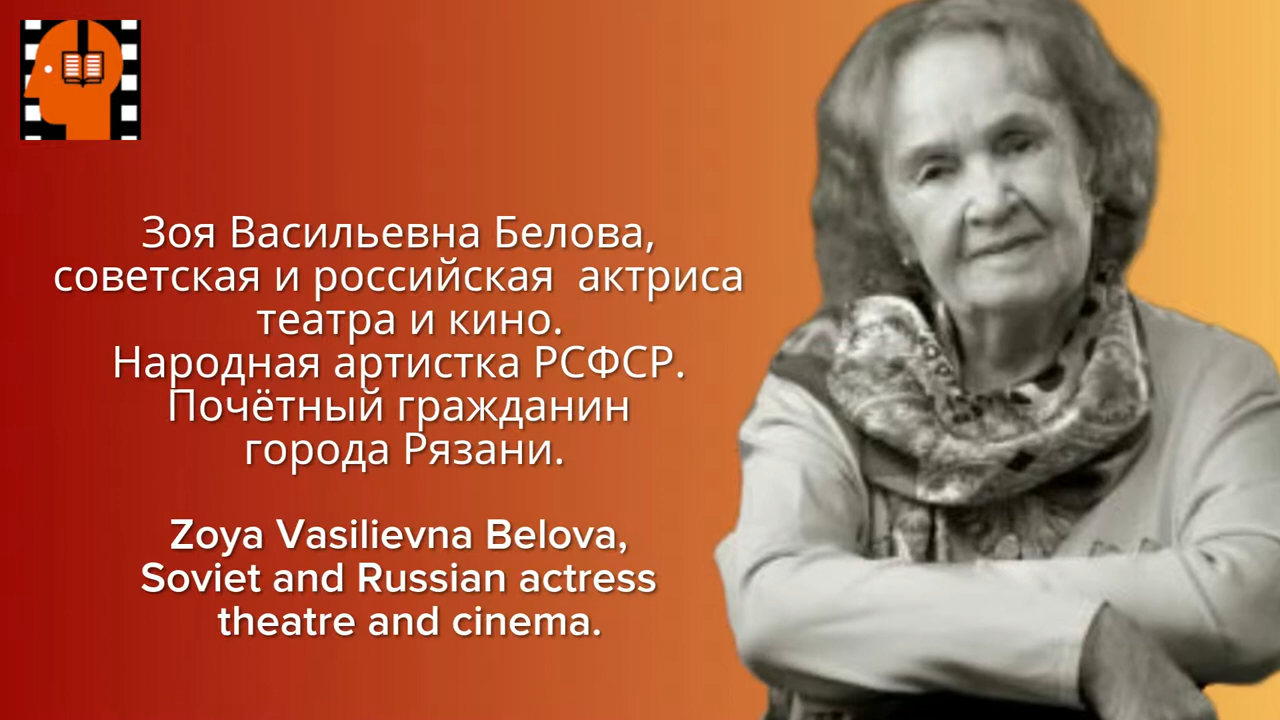 Зоя Васильевна Белова,
советская и российская актриса
театра и кино.
Народная артистка РСФСР.
Почётный гражданин
города Рязани.
Zoya Vasilievna Belova,
Soviet and Russian actress
theatre and cinema.